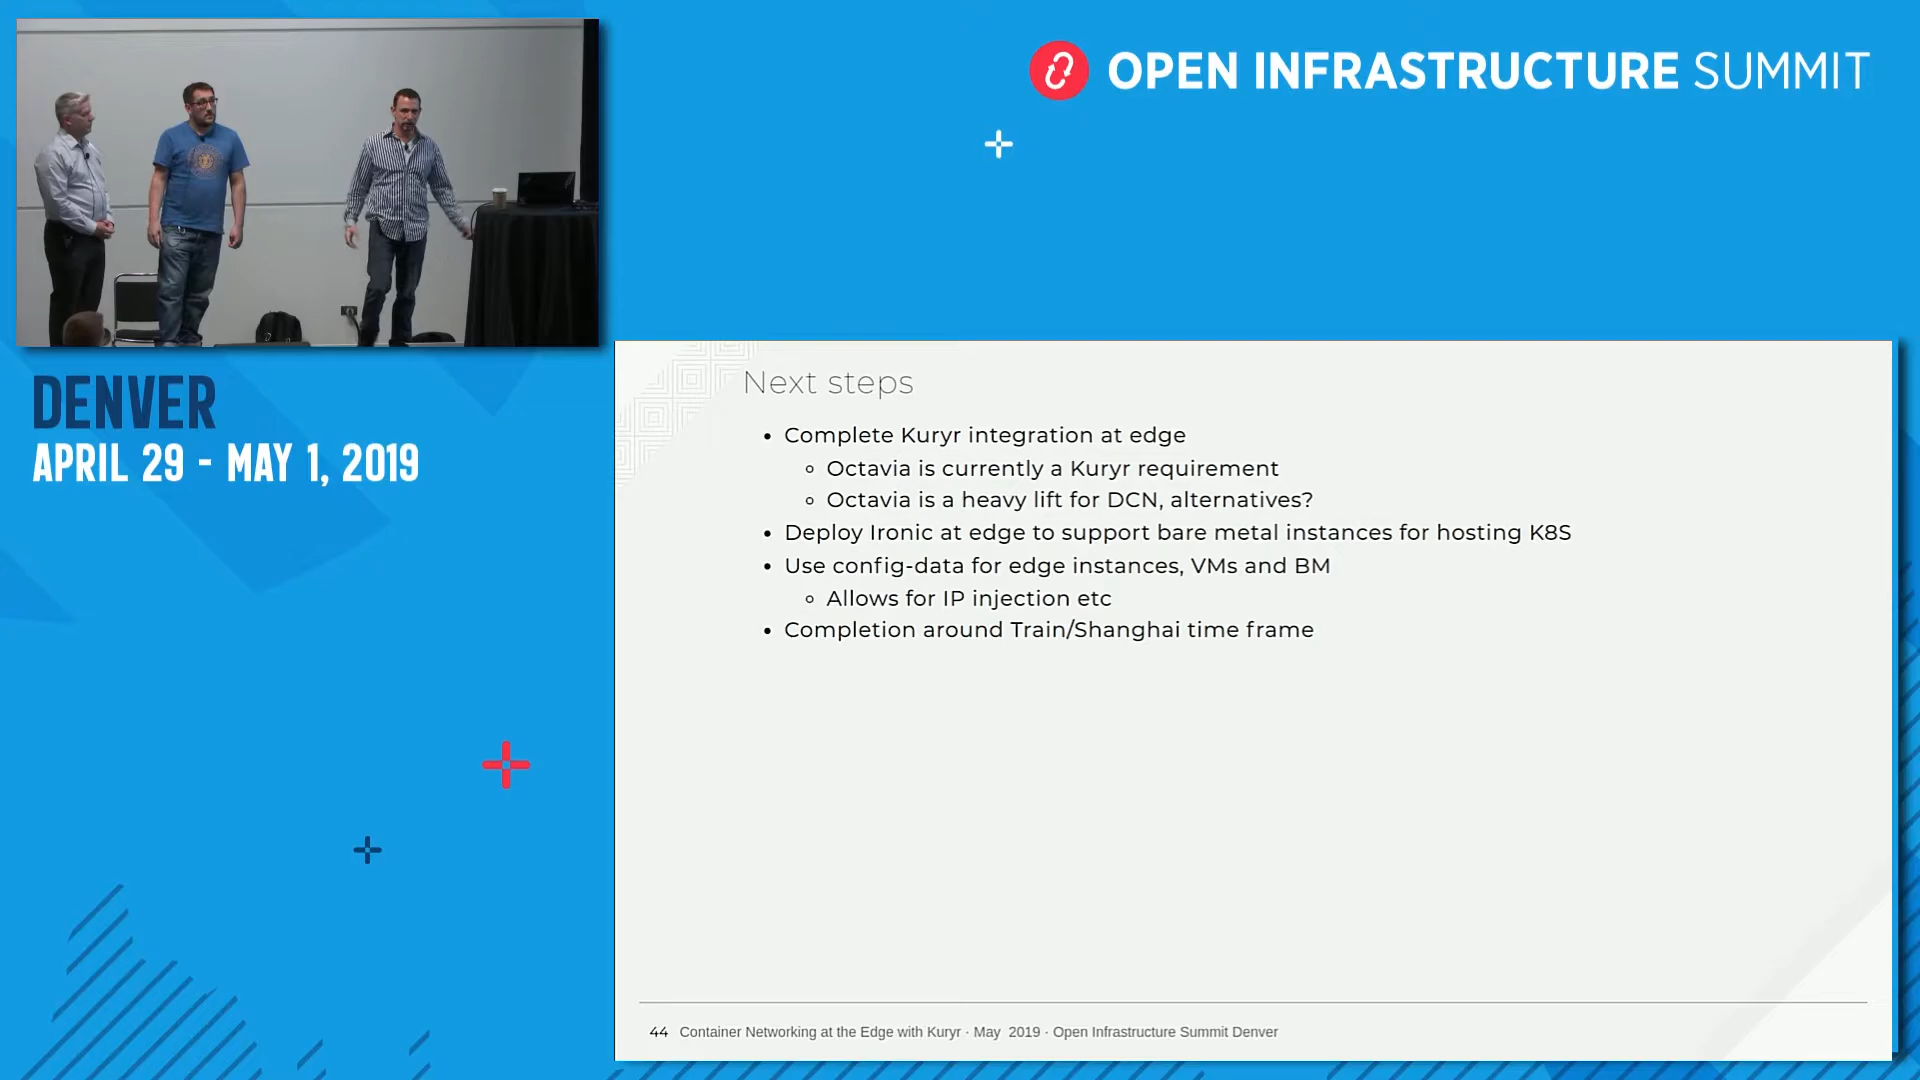 OPEN INFRASTRUCTURE SUMMIT
DENVER
APRIL 29 - MAY 1, 2019
Next steps
• Complete Kuryr integration at edge
○ Octavia is currently a Kuryr requirement
○ Octavia is a heavy lift for DCN, alternatives?
• Deploy Ironic at edge to support bare metal instances for hosting K8S
• Use config-data for edge instances, VMs and BM
○ Allows for IP injection etc
• Completion around Train/Shanghai time frame
44 Container Networking at the Edge with Kuryr · May 2019 · Open Infrastructure Summit Denver